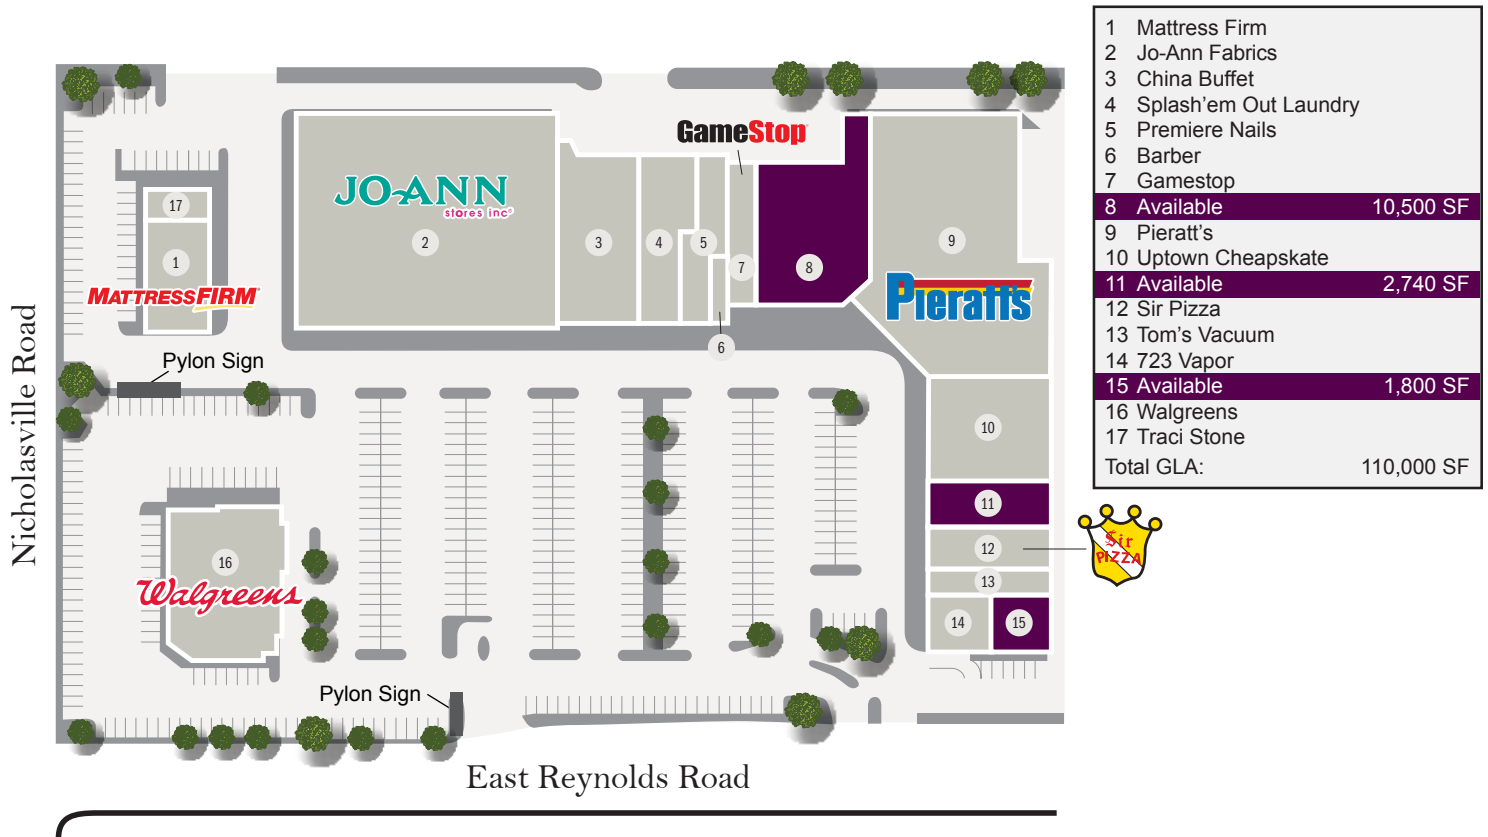 1 Mattress Firm
2 Jo-Ann Fabrics
3 China Buffet
4 Splash'em Out Laundry
5 Premiere Nails
6 Barber
7 Gamestop
8 Available 10,500 SF
9 Pieratt's
10 Uptown Cheapskate
11 Available 2,740 SF
12 Sir Pizza
13 Tom's Vacuum
14 723 Vapor
15 Available 1,800 SF
16 Walgreens
17 Traci Stone
Total GLA: 110,000 SF
GameStop
JO-ANN
stores inc
17
1
2
3
4
5
6
7
8
9
MATTRESSFIRM
Pieratt's
Pylon Sign
Nicholasville Road
10
11
12
13
14
15
Sir
PIZZA
16
Walgreens
Pylon Sign
East Reynolds Road